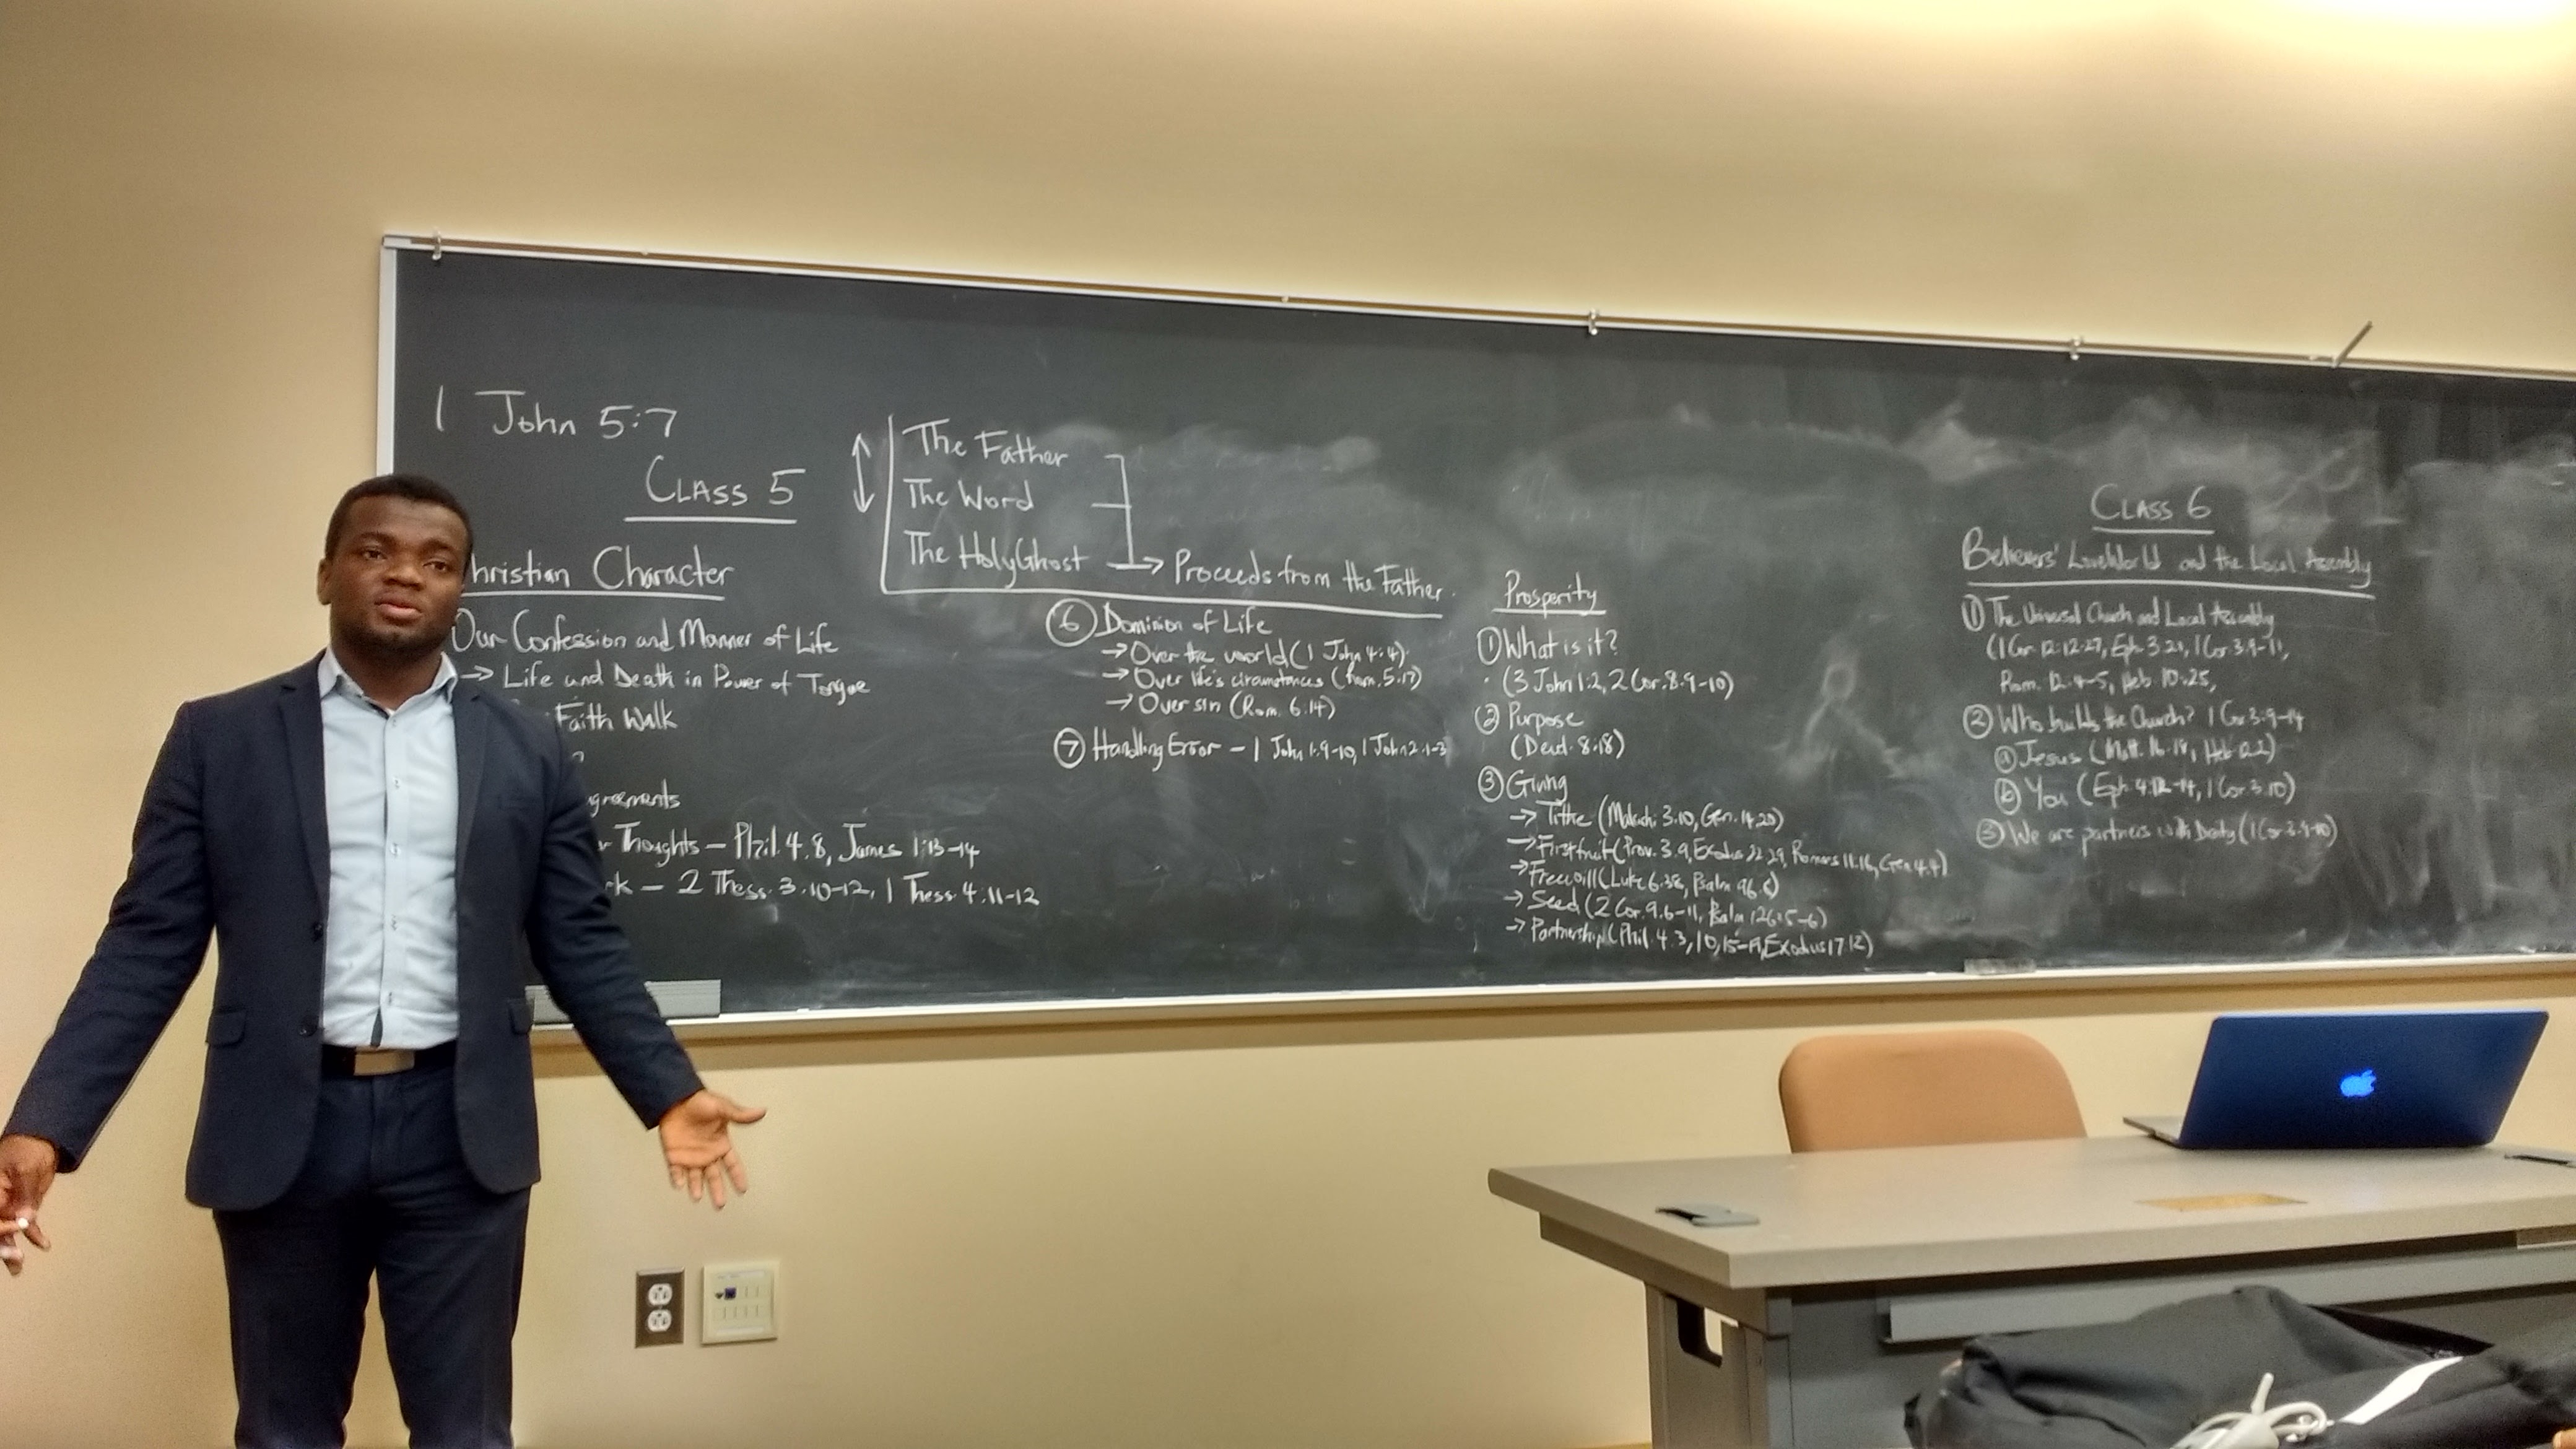 1 John 5:7
CLASS 5
hristian Character
Our Confession and Manner of Life
→ Life and Death in Power of Tongue
Faith Walk
greements
Thoughts – Phil. 4.8, James 1:13-14
rk – 2 Thess. 3.10-12, 1 Thess. 4.11-12
The Father
The Word
The HolyGhost → Proceeds from the Father.
⑥ Dominion of Life
→ Over the world (1 John 4:4)
→ Over life's circumstances (Rom. 5.17)
→ Over sin (Rom. 6.14)
⑦ Handling Error – 1 John 1.9-10, 1 John 2.1-3
Prosperity
① What is it?
(3 John 1:2, 2 Cor. 8.9-10)
② Purpose
(Deut. 8.18)
③ Giving
→ Tithe (Malachi 3.10, Gen. 14.20)
→ Firstfruit (Prov. 3.9, Exodus 22.29, Romans 11.16, Gen 4.4)
→ Freewill (Luke 6.38, Psalm 96.8)
→ Seed (2 Cor. 9.6-11, Psalm 126:5-6)
→ Partnership (Phil. 4.3, 10, 15-19, Exodus 17.12)
CLASS 6
Believers' LoveWorld and the Local Assembly
① The Universal Church and Local Assembly
(1 Cor. 12:12-27, Eph. 3.21, 1 Cor. 3.9-11,
Rom. 12.4-5, Heb. 10.25,
② Who builds the Church? 1 Cor 3.9-14
ⓐ Jesus (Matt. 16.18, Heb. 12.2)
ⓑ You (Eph. 4.12-14, 1 Cor. 3.10)
③ We are partners with Deity (1 Cor 3.9-10)